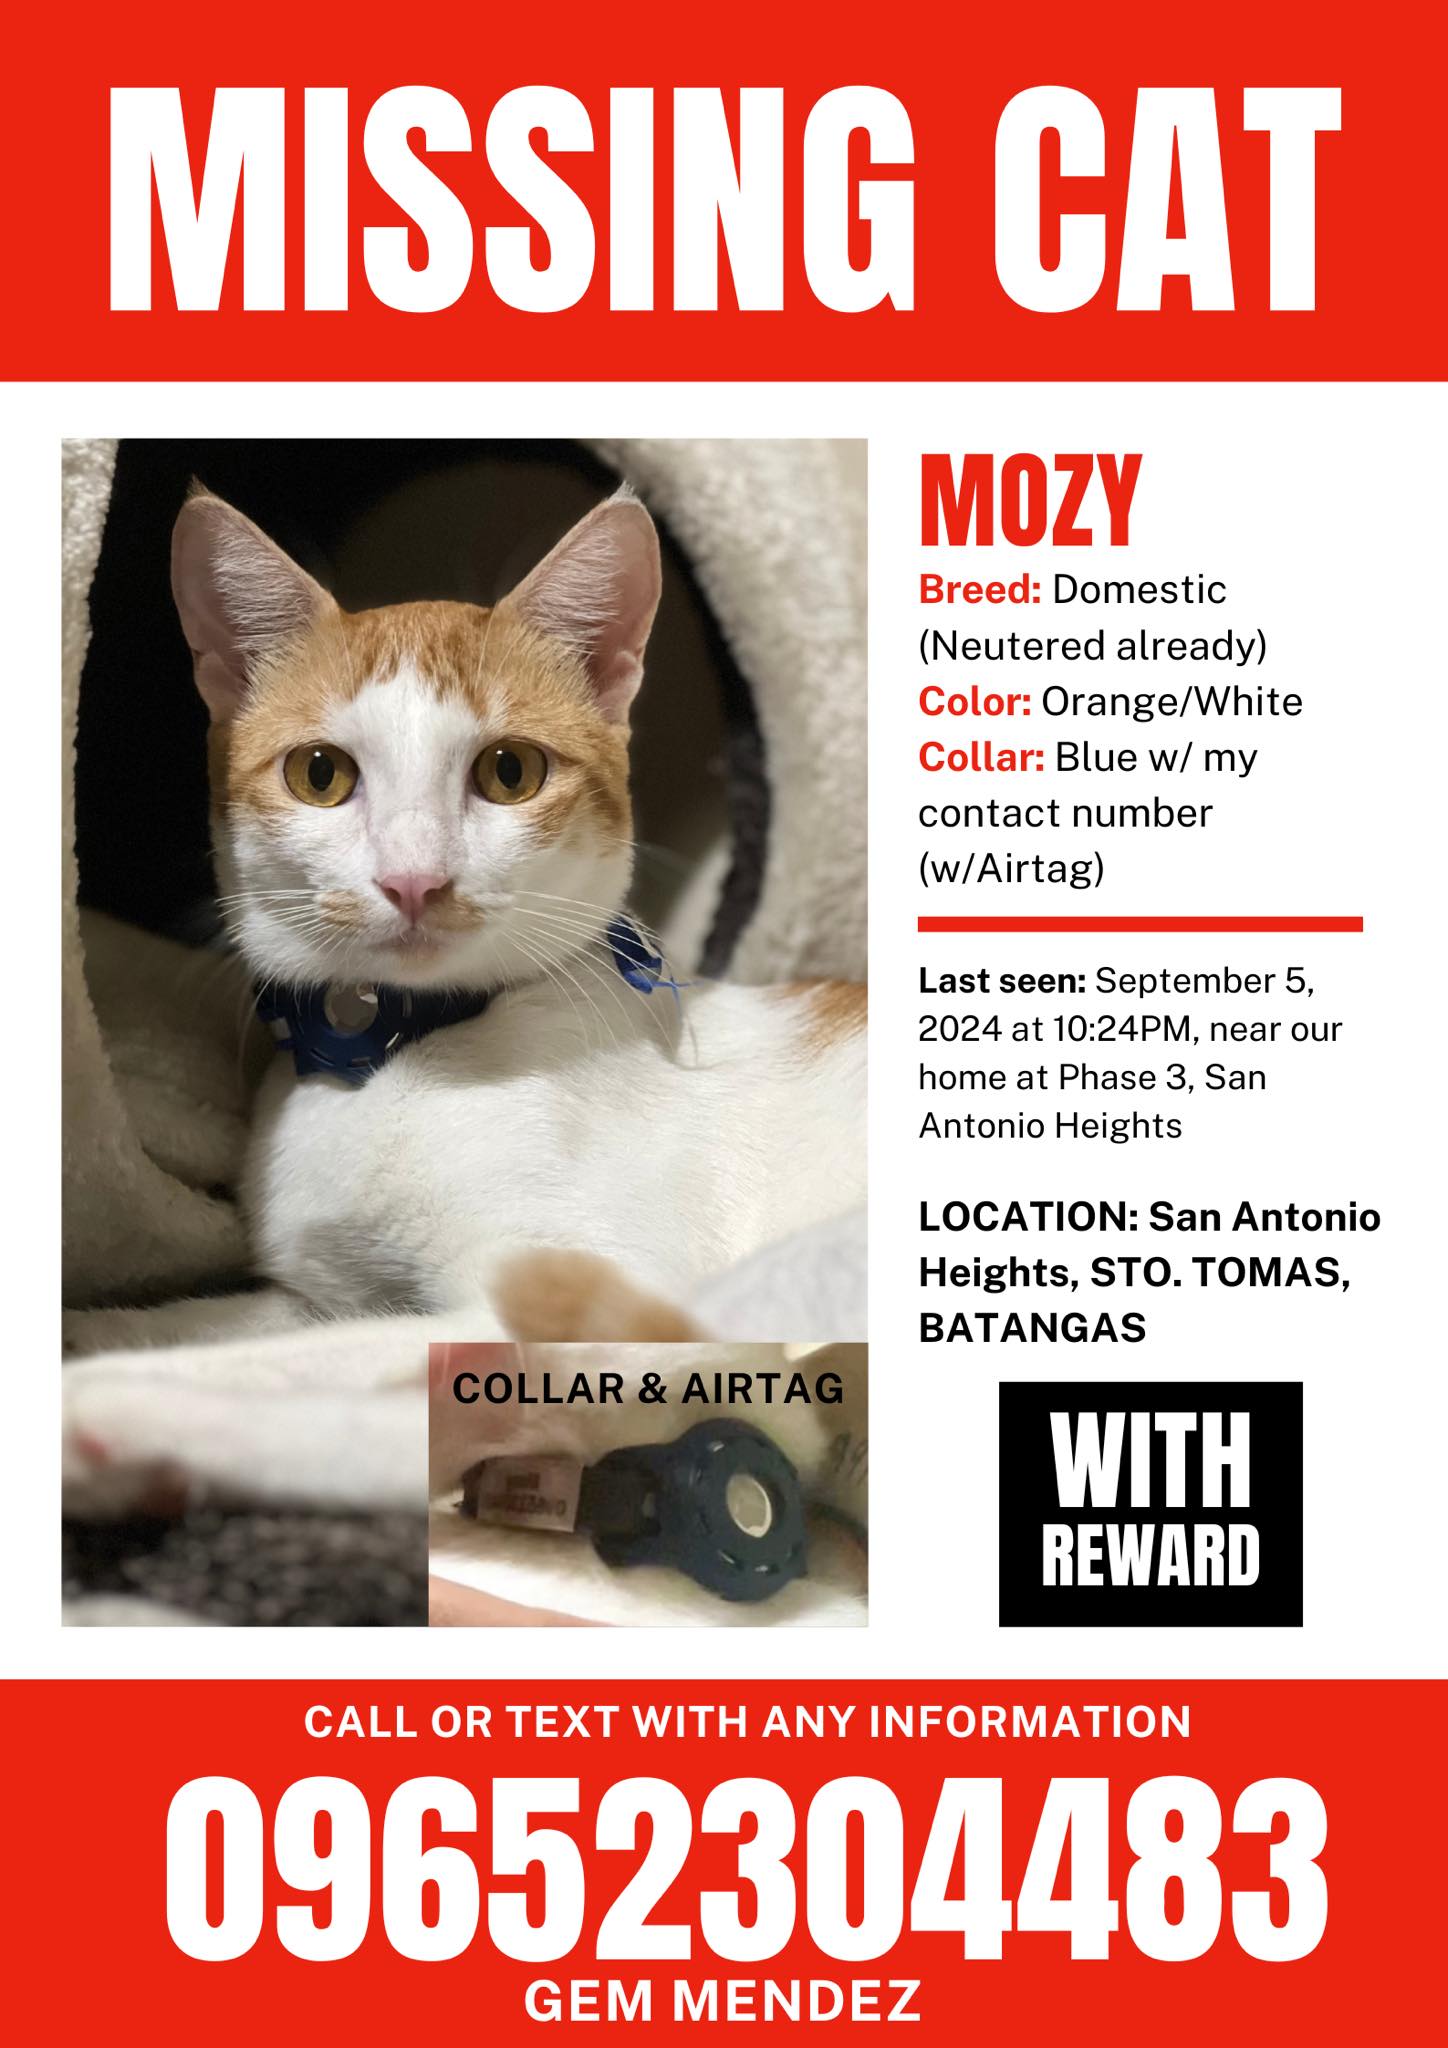 MISSING CAT
MOZY
Breed: Domestic
(Neutered already)
Color: Orange/White
Collar: Blue w/ my
contact number
(w/Airtag)
Last seen: September 5,
2024 at 10:24PM, near our
home at Phase 3, San
Antonio Heights
LOCATION: San Antonio
Heights, STO. TOMAS,
BATANGAS
COLLAR & AIRTAG
WITH
REWARD
CALL OR TEXT WITH ANY INFORMATION
09652304483
GEM MENDEZ